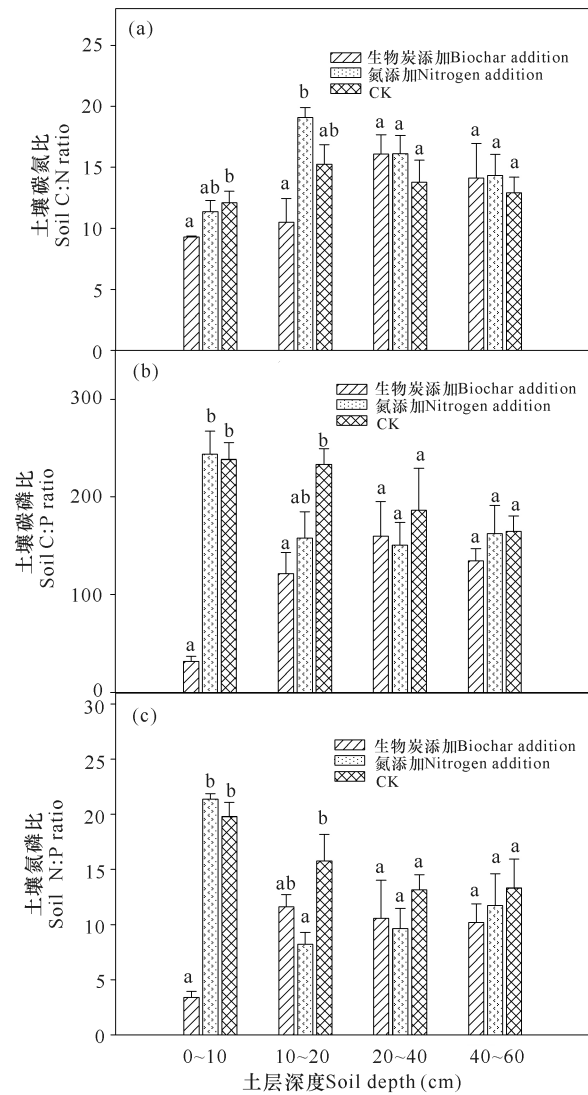 (a)
生物炭添加Biochar addition
氮添加Nitrogen addition
CK
土壤碳氮比
Soil C:N ratio
25
20
15
10
5
0
a ab b
a b ab
a a a
a a a
(b)
生物炭添加Biochar addition
氮添加Nitrogen addition
CK
土壤碳磷比
Soil C:P ratio
300
200
100
0
a b b
a ab b
a a a
a a a
(c)
生物炭添加Biochar addition
氮添加Nitrogen addition
CK
土壤氮磷比
Soil N:P ratio
30
25
20
15
10
5
0
a b b
ab a b
a a a
a a a
0~10 10~20 20~40 40~60
土层深度Soil depth (cm)